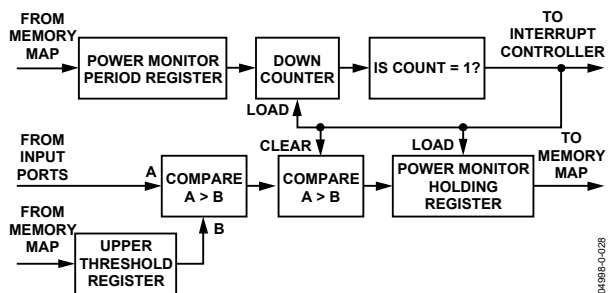 FROM
MEMORY
MAP
POWER MONITOR
PERIOD REGISTER
DOWN
COUNTER
IS COUNT = 1?
TO
INTERRUPT
CONTROLLER
LOAD
FROM
INPUT
PORTS
A
COMPARE
A > B
CLEAR
COMPARE
A > B
LOAD
POWER MONITOR
HOLDING
REGISTER
TO
MEMORY
MAP
FROM
MEMORY
MAP
B
UPPER
THRESHOLD
REGISTER
04998-0-028